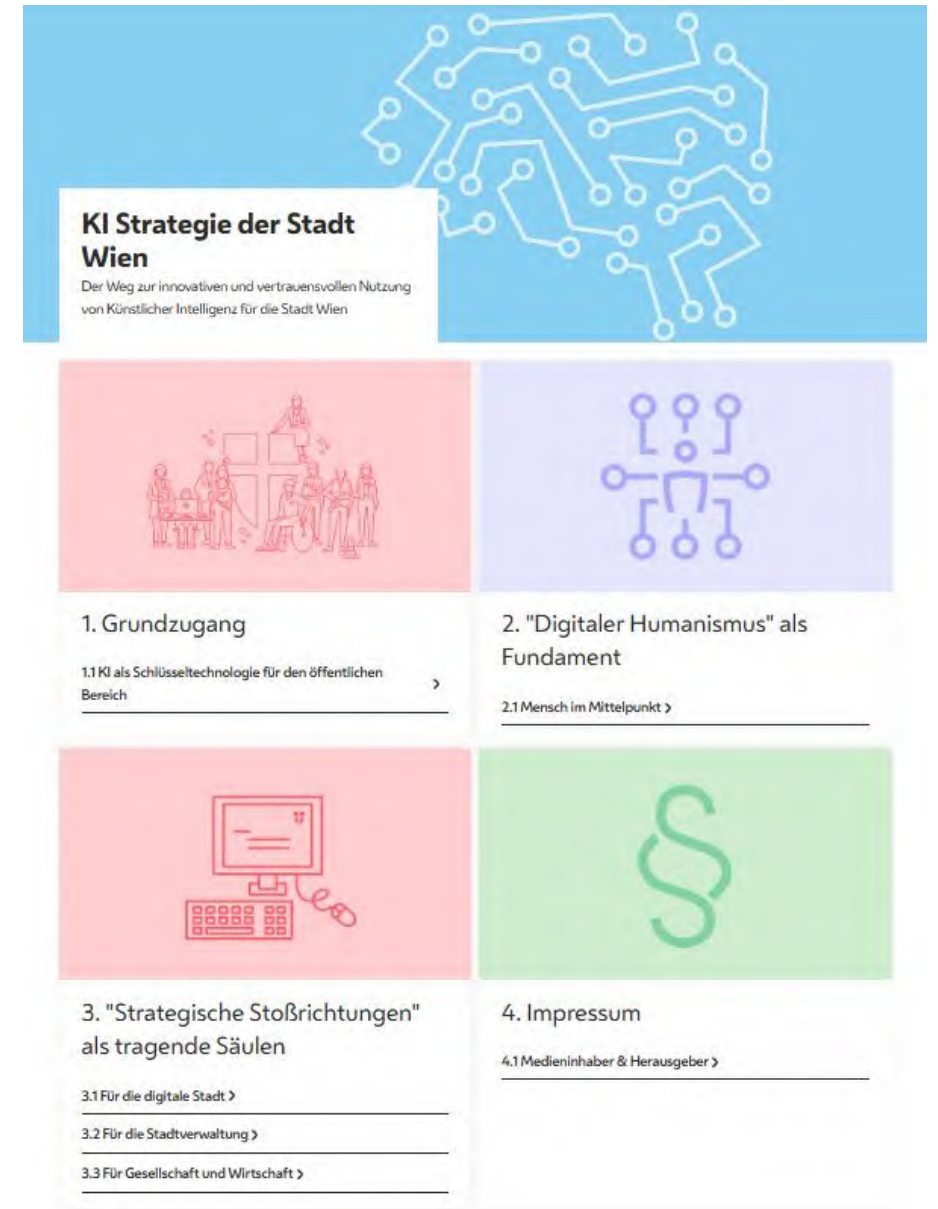 KI Strategie der Stadt
Wien
Der Weg zur innovativen und vertrauensvollen Nutzung
von Künstlicher Intelligenz für die Stadt Wien
1. Grundzugang
1.1 KI als Schlüsseltechnologie für den öffentlichen
Bereich
2. "Digitaler Humanismus" als
Fundament
2.1 Mensch im Mittelpunkt
3. "Strategische Stoßrichtungen"
als tragende Säulen
3.1 Für die digitale Stadt
3.2 Für die Stadtverwaltung
3.3 Für Gesellschaft und Wirtschaft
4. Impressum
4.1 Medieninhaber & Herausgeber